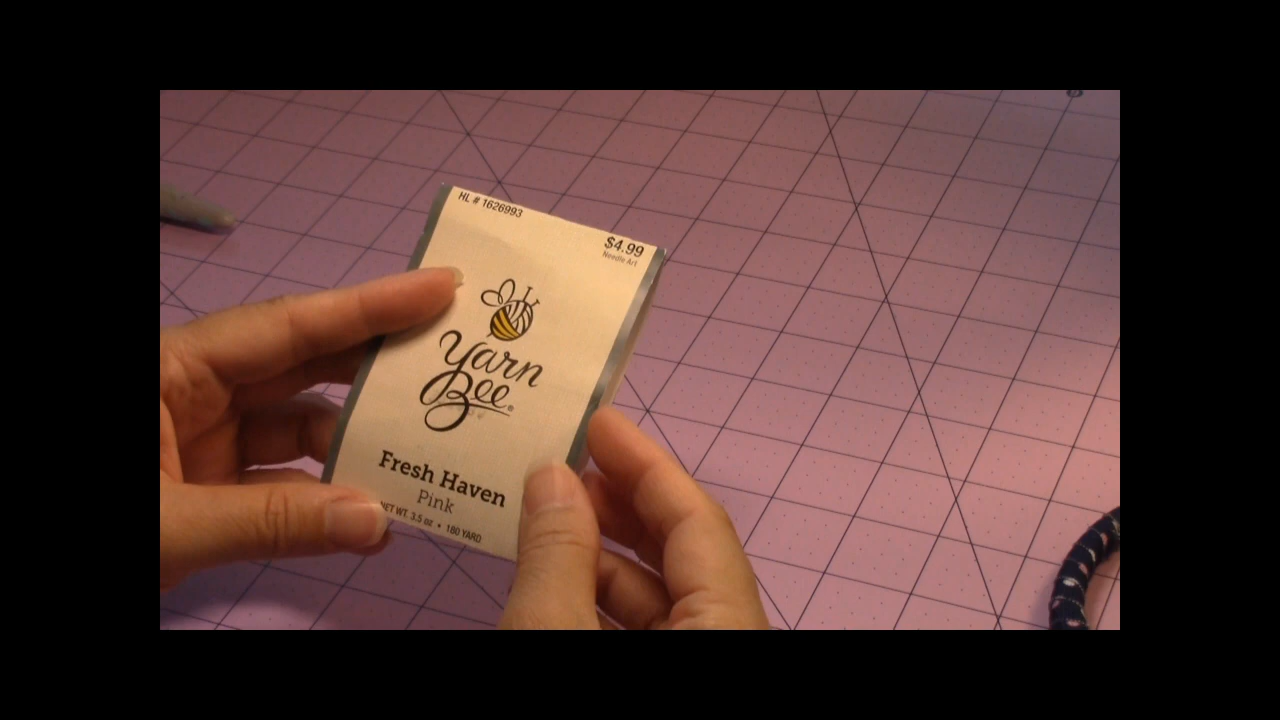 HL # 1626993
$4.99
Needle Art
Yarn
Bee®
Fresh Haven
Pink
NET WT. 3.5 oz • 180 YARD